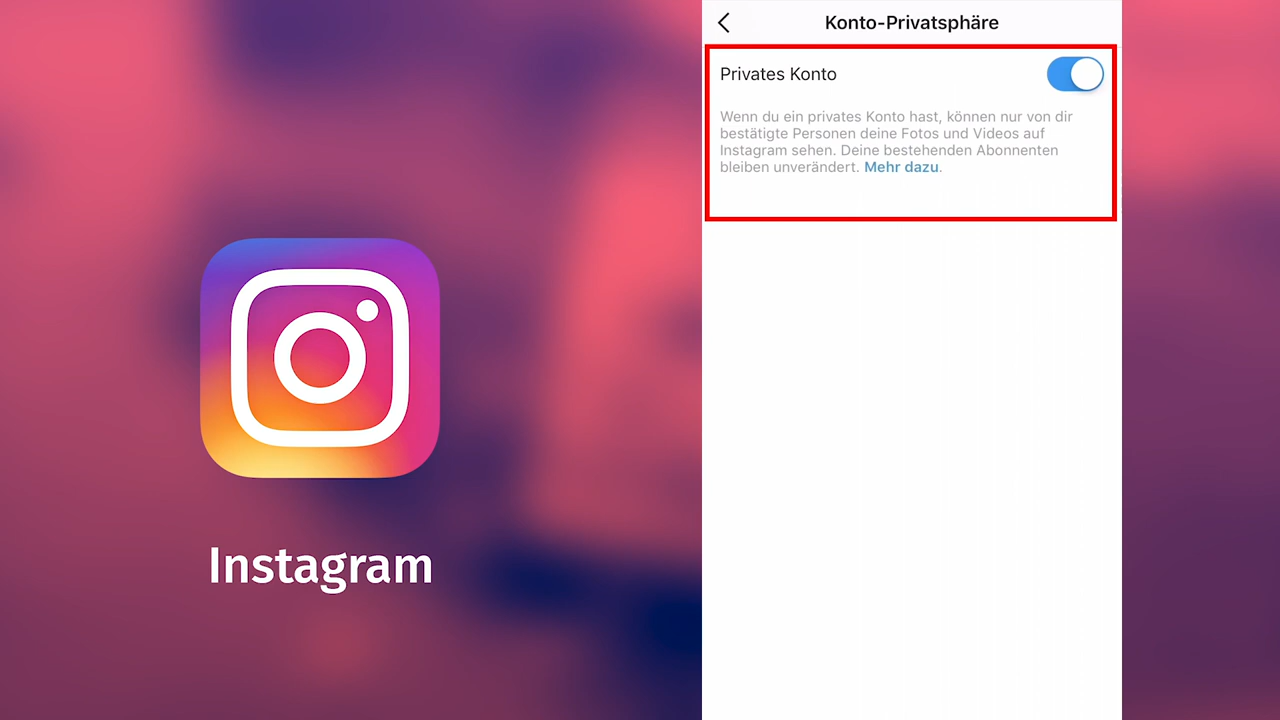 Instagram
Konto-Privatsphäre
Privates Konto
Wenn du ein privates Konto hast, können nur von dir
bestätigte Personen deine Fotos und Videos auf
Instagram sehen. Deine bestehenden Abonnenten
bleiben unverändert. Mehr dazu.